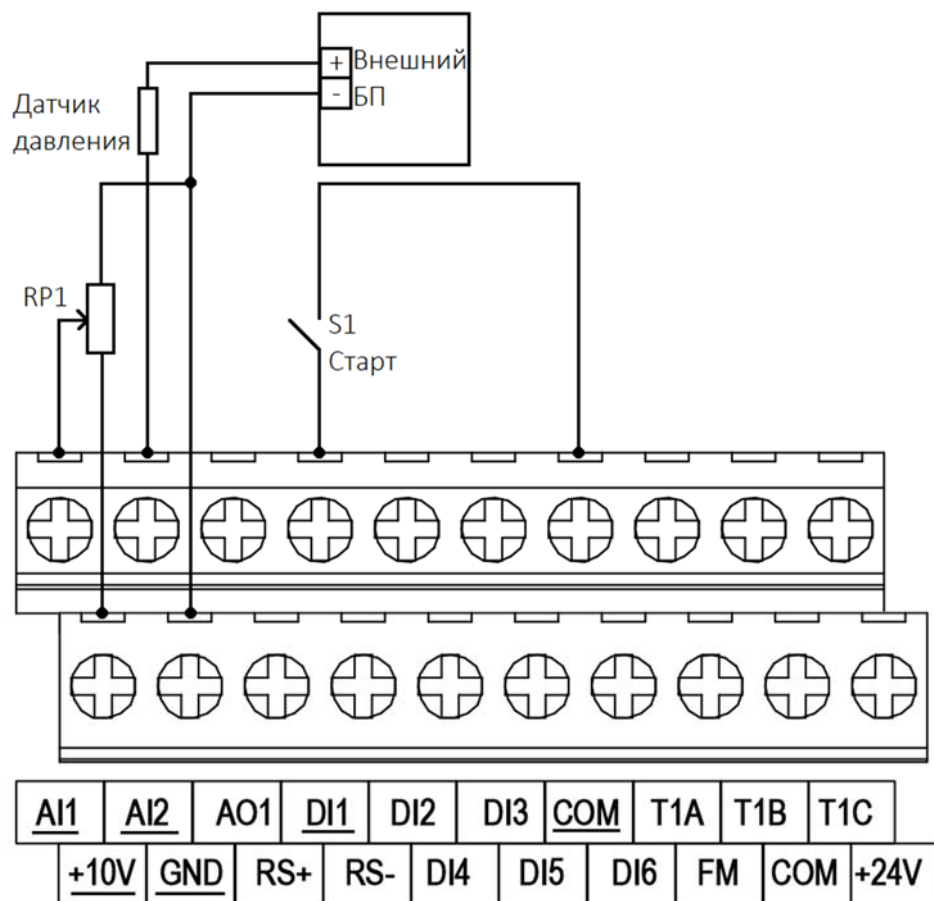 + Внешний
- БП
Датчик
давления
RP1
S1
Старт
AI1 AI2 AO1 DI1 DI2 DI3 COM T1A T1B T1C
+10V GND RS+ RS- DI4 DI5 DI6 FM COM +24V